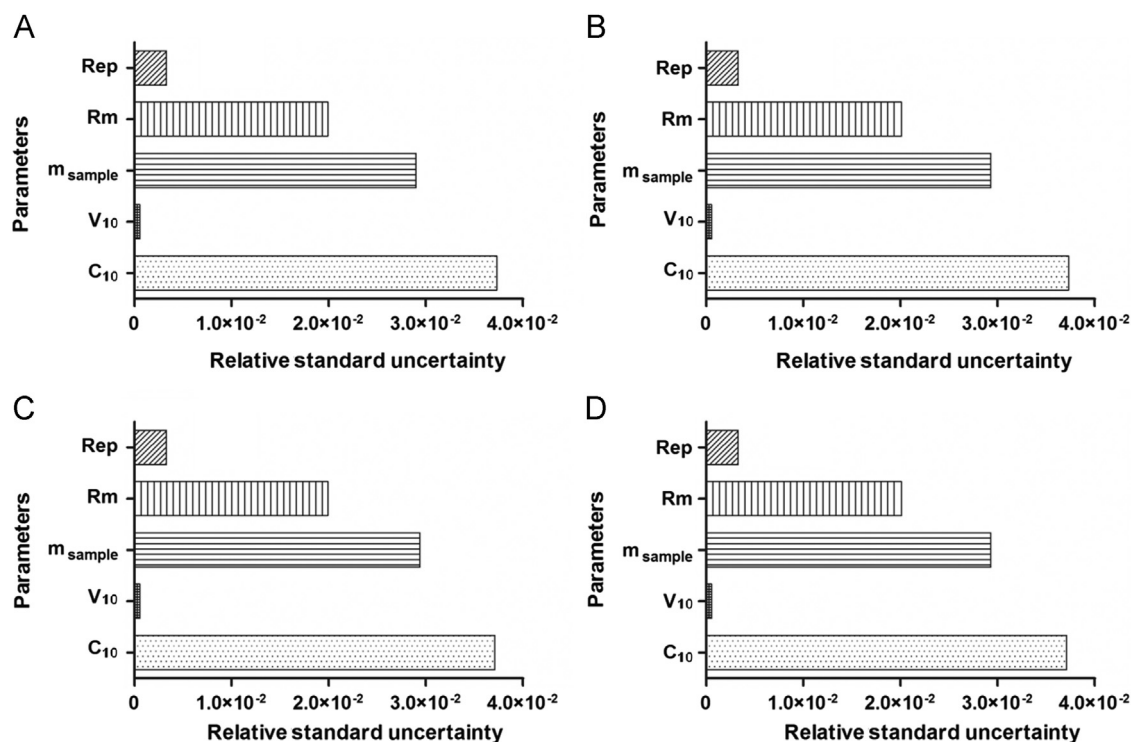 A
Parameters
Rep
Rm
m sample
V₁₀
C₁₀
0 1.0×10⁻² 2.0×10⁻² 3.0×10⁻² 4.0×10⁻²
Relative standard uncertainty
B
Parameters
Rep
Rm
m sample
V₁₀
C₁₀
0 1.0×10⁻² 2.0×10⁻² 3.0×10⁻² 4.0×10⁻²
Relative standard uncertainty
C
Parameters
Rep
Rm
m sample
V₁₀
C₁₀
0 1.0×10⁻² 2.0×10⁻² 3.0×10⁻² 4.0×10⁻²
Relative standard uncertainty
D
Parameters
Rep
Rm
m sample
V₁₀
C₁₀
0 1.0×10⁻² 2.0×10⁻² 3.0×10⁻² 4.0×10⁻²
Relative standard uncertainty